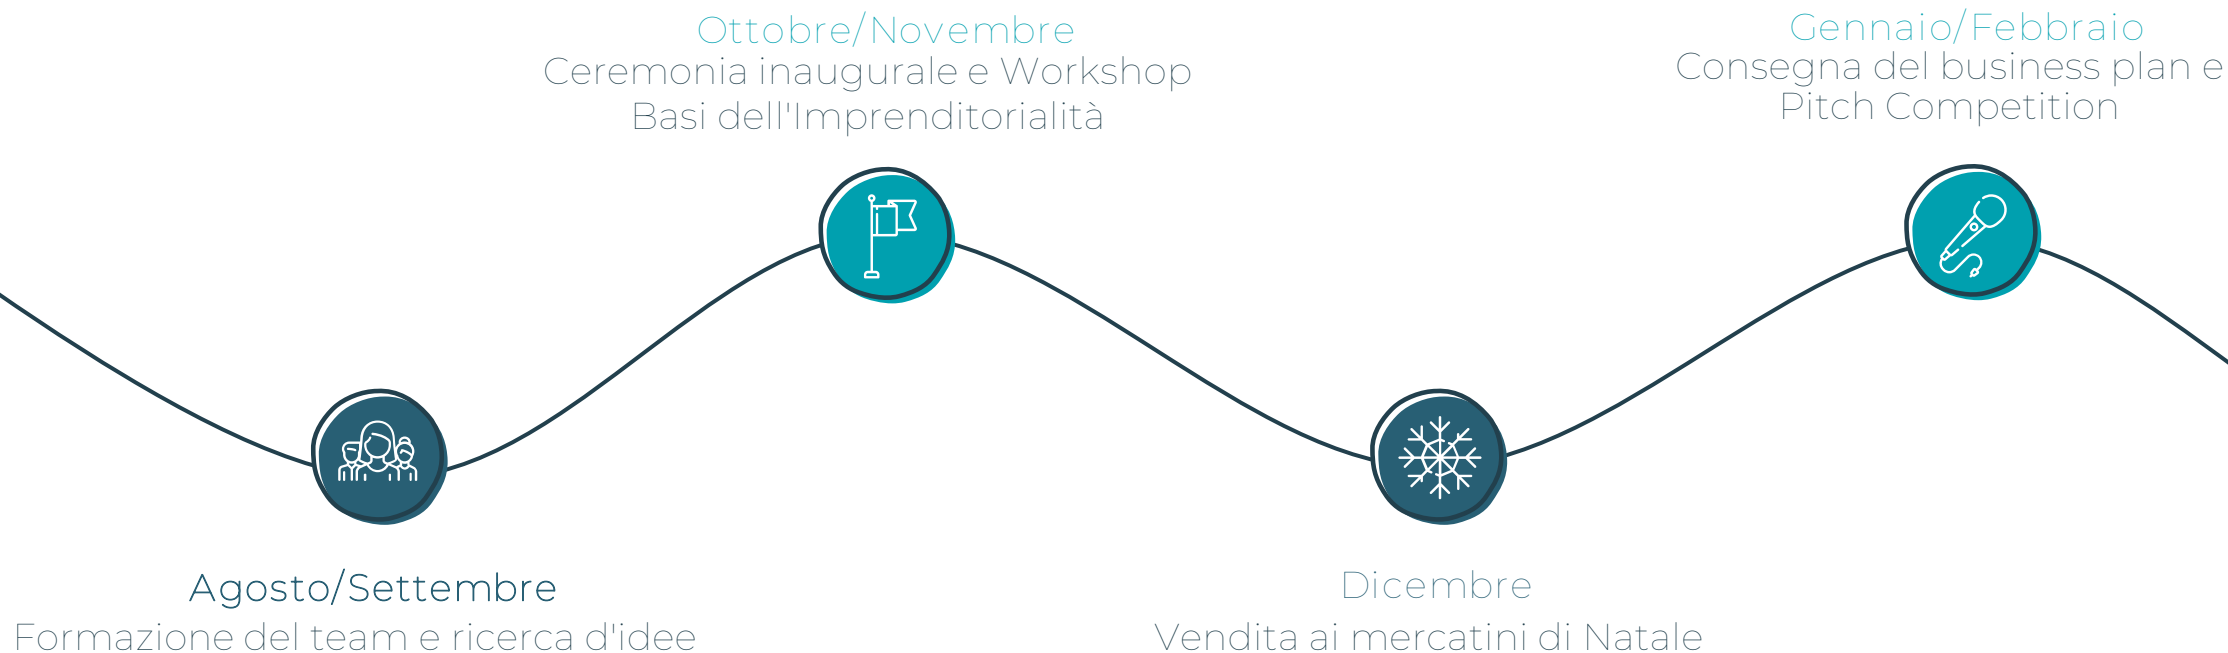 Agosto/Settembre
Formazione del team e ricerca d'idee
Ottobre/Novembre
Ceremonia inaugurale e Workshop
Basi dell'Imprenditorialità
Dicembre
Vendita ai mercatini di Natale
Gennaio/Febbraio
Consegna del business plan e
Pitch Competition